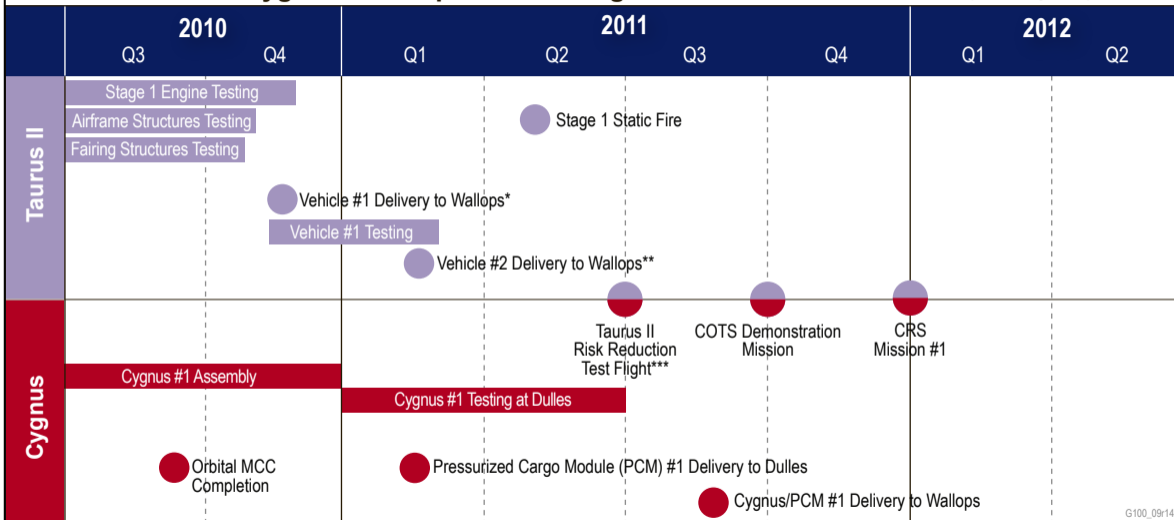 2010
2011
2012
Q3
Q4
Q1
Q2
Q3
Q4
Q1
Q2
Taurus II
Stage 1 Engine Testing
Airframe Structures Testing
Stage 1 Static Fire
Fairing Structures Testing
Vehicle #1 Delivery to Wallops*
Vehicle #1 Testing
Vehicle #2 Delivery to Wallops**
Taurus II
Risk Reduction
Test Flight***
COTS Demonstration
Mission
CRS
Mission #1
Cygnus
Cygnus #1 Assembly
Cygnus #1 Testing at Dulles
Orbital MCC
Completion
Pressurized Cargo Module (PCM) #1 Delivery to Dulles
Cygnus/PCM #1 Delivery to Wallops